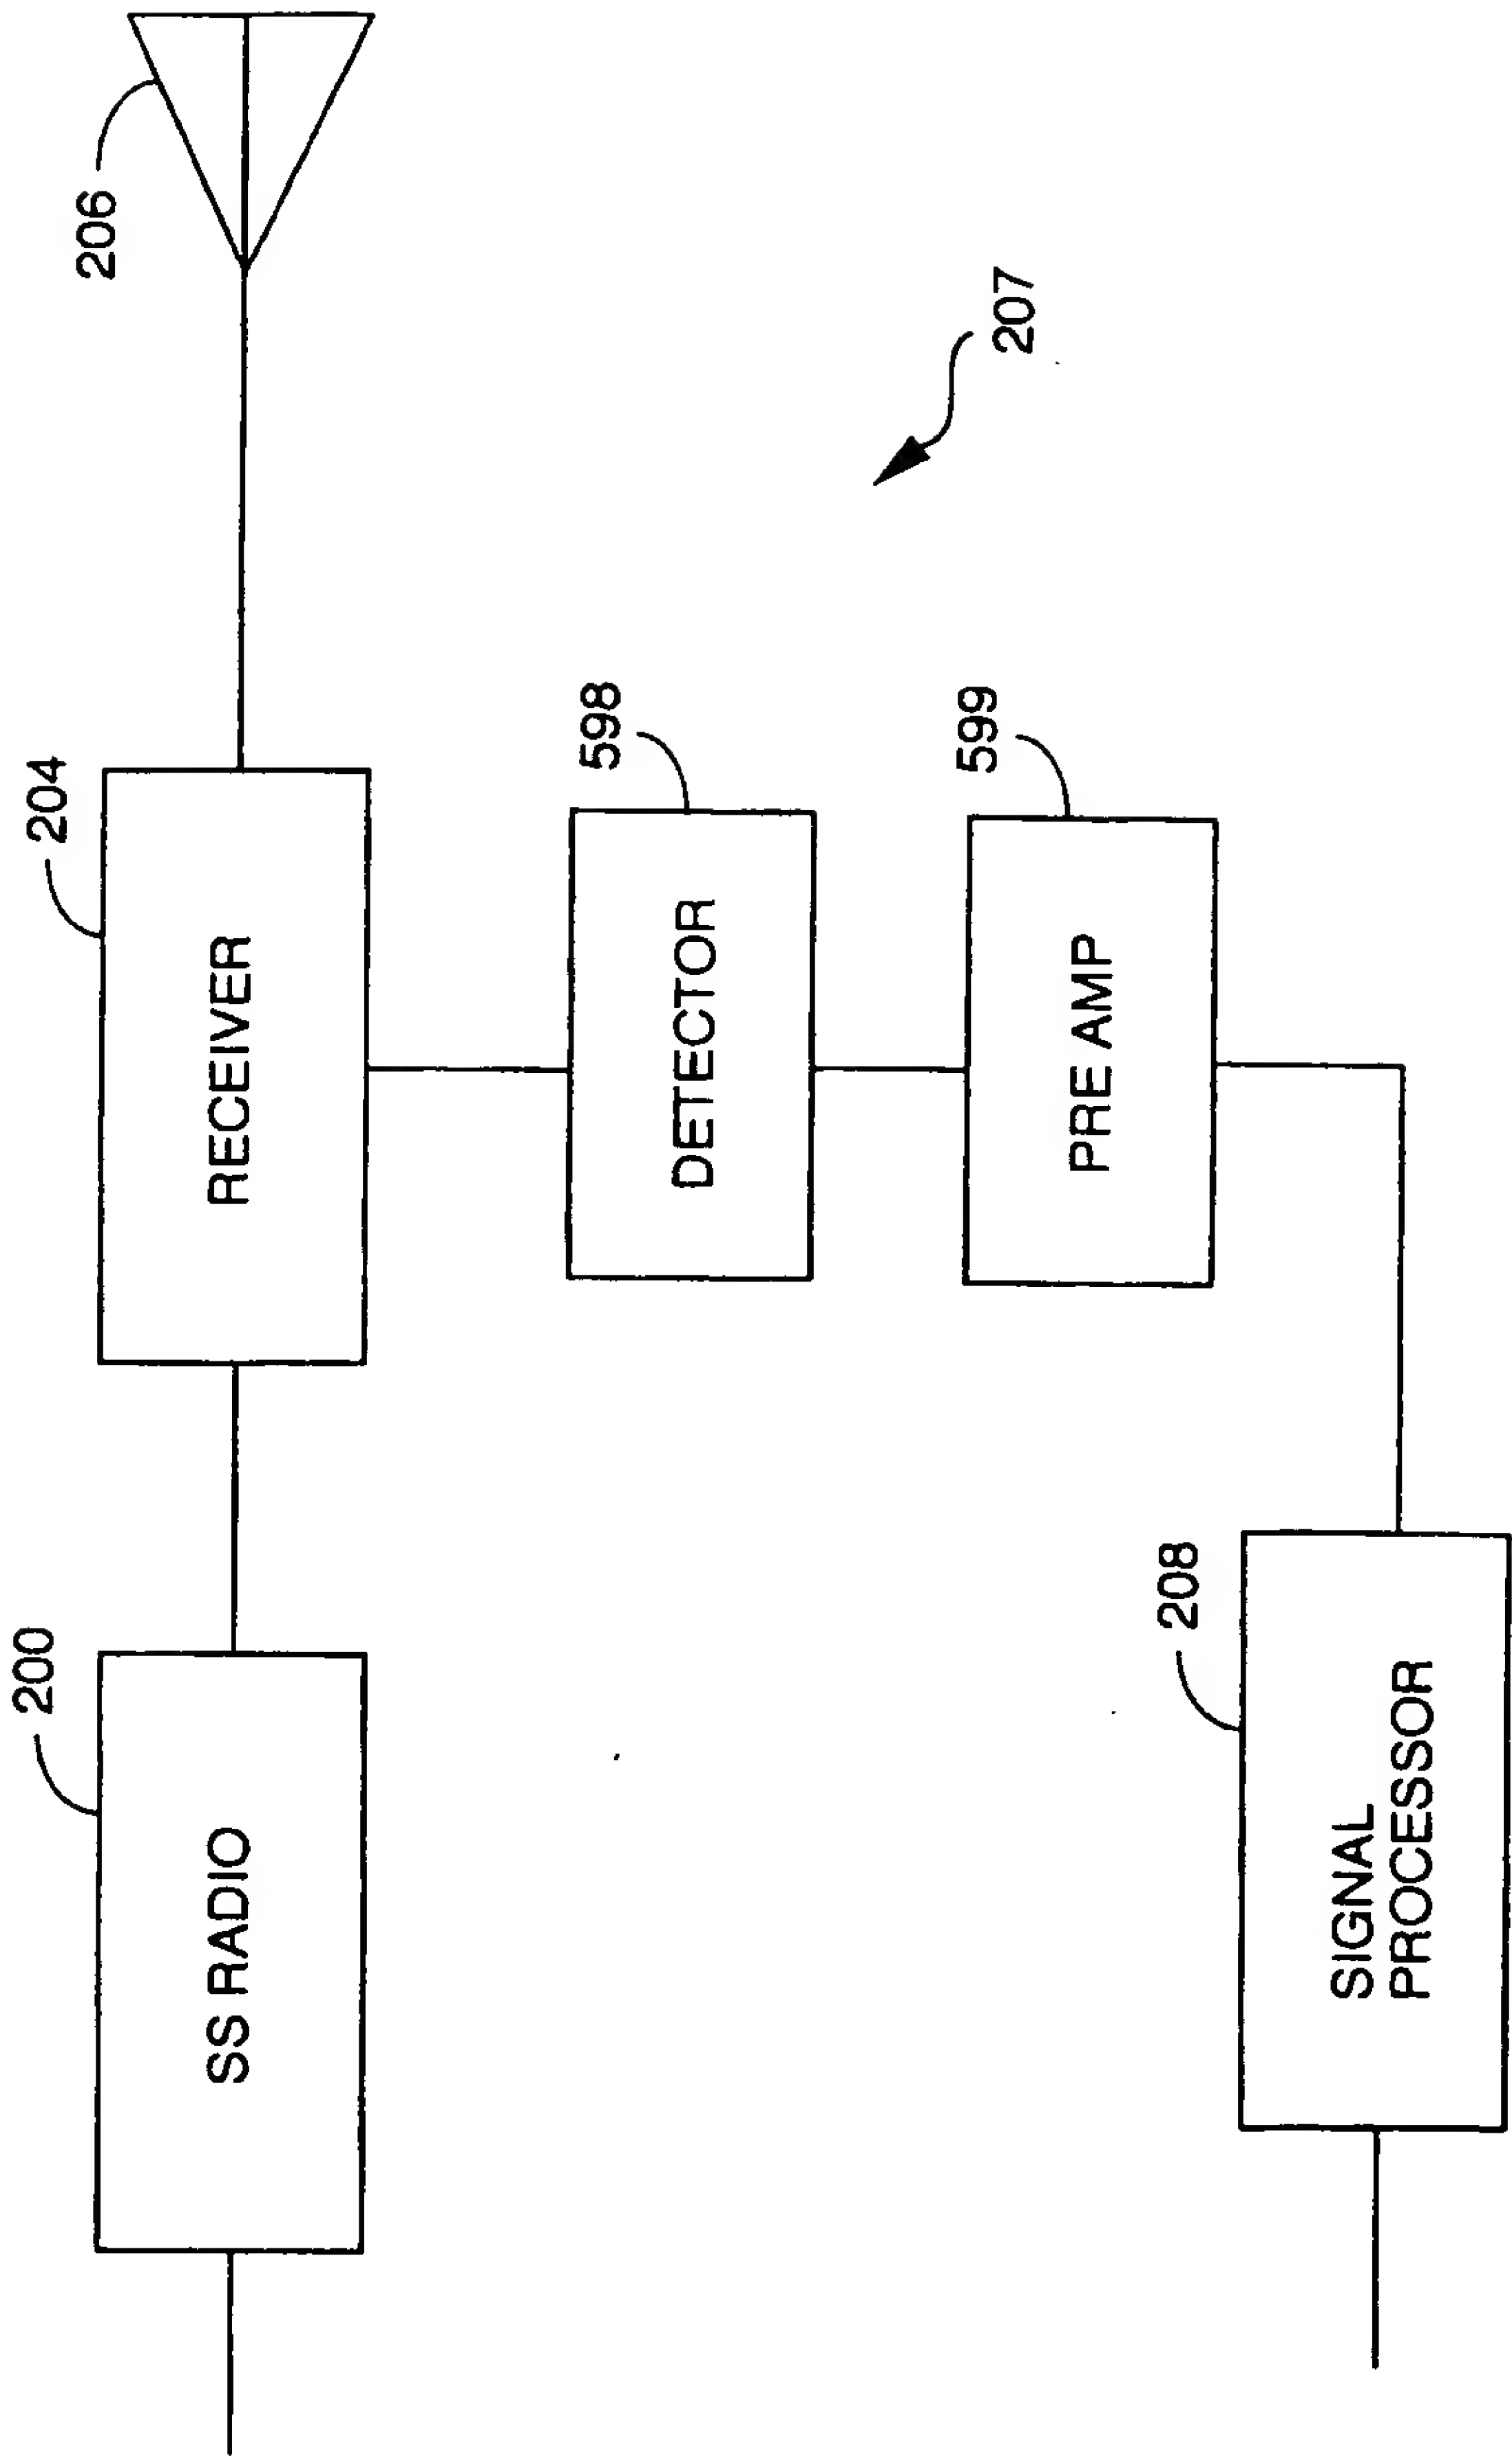 200
SS RADIO
204
RECEIVER
206
598
DETECTOR
599
PRE AMP
207
208
SIGNAL
PROCESSOR